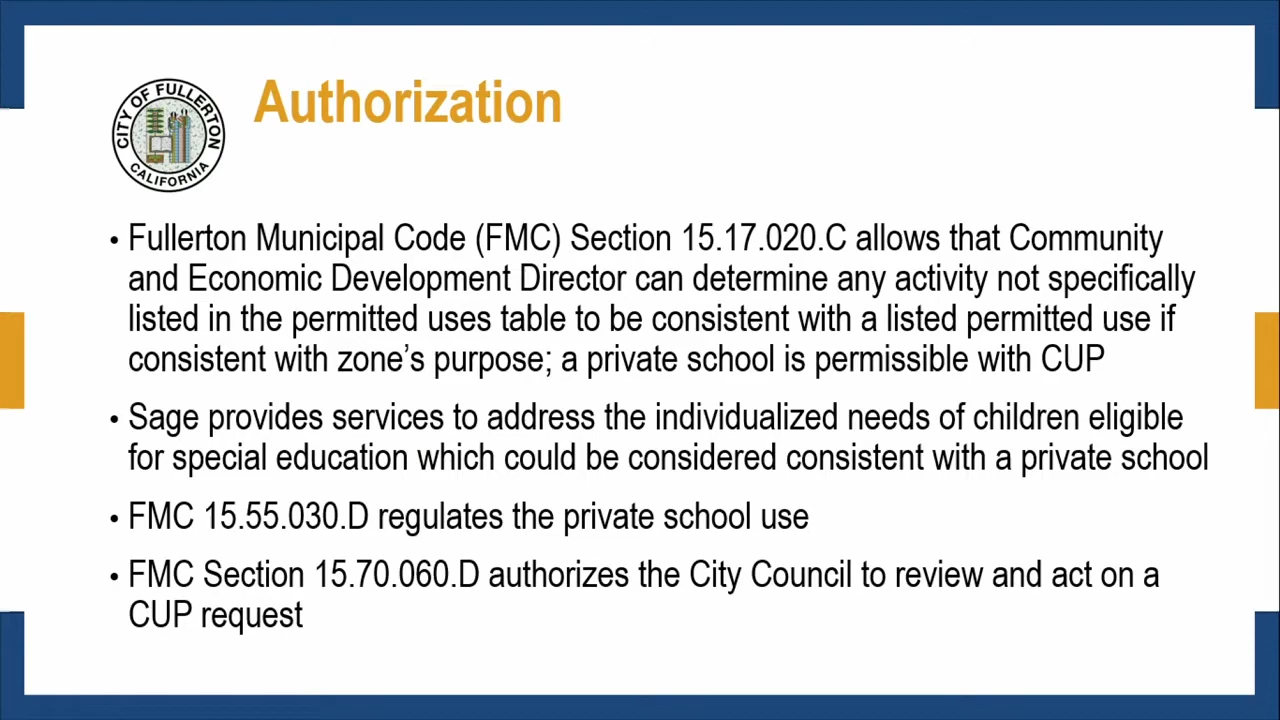 CITY OF FULLERTON
CALIFORNIA
Authorization
• Fullerton Municipal Code (FMC) Section 15.17.020.C allows that Community
and Economic Development Director can determine any activity not specifically
listed in the permitted uses table to be consistent with a listed permitted use if
consistent with zone’s purpose; a private school is permissible with CUP
• Sage provides services to address the individualized needs of children eligible
for special education which could be considered consistent with a private school
• FMC 15.55.030.D regulates the private school use
• FMC Section 15.70.060.D authorizes the City Council to review and act on a
CUP request